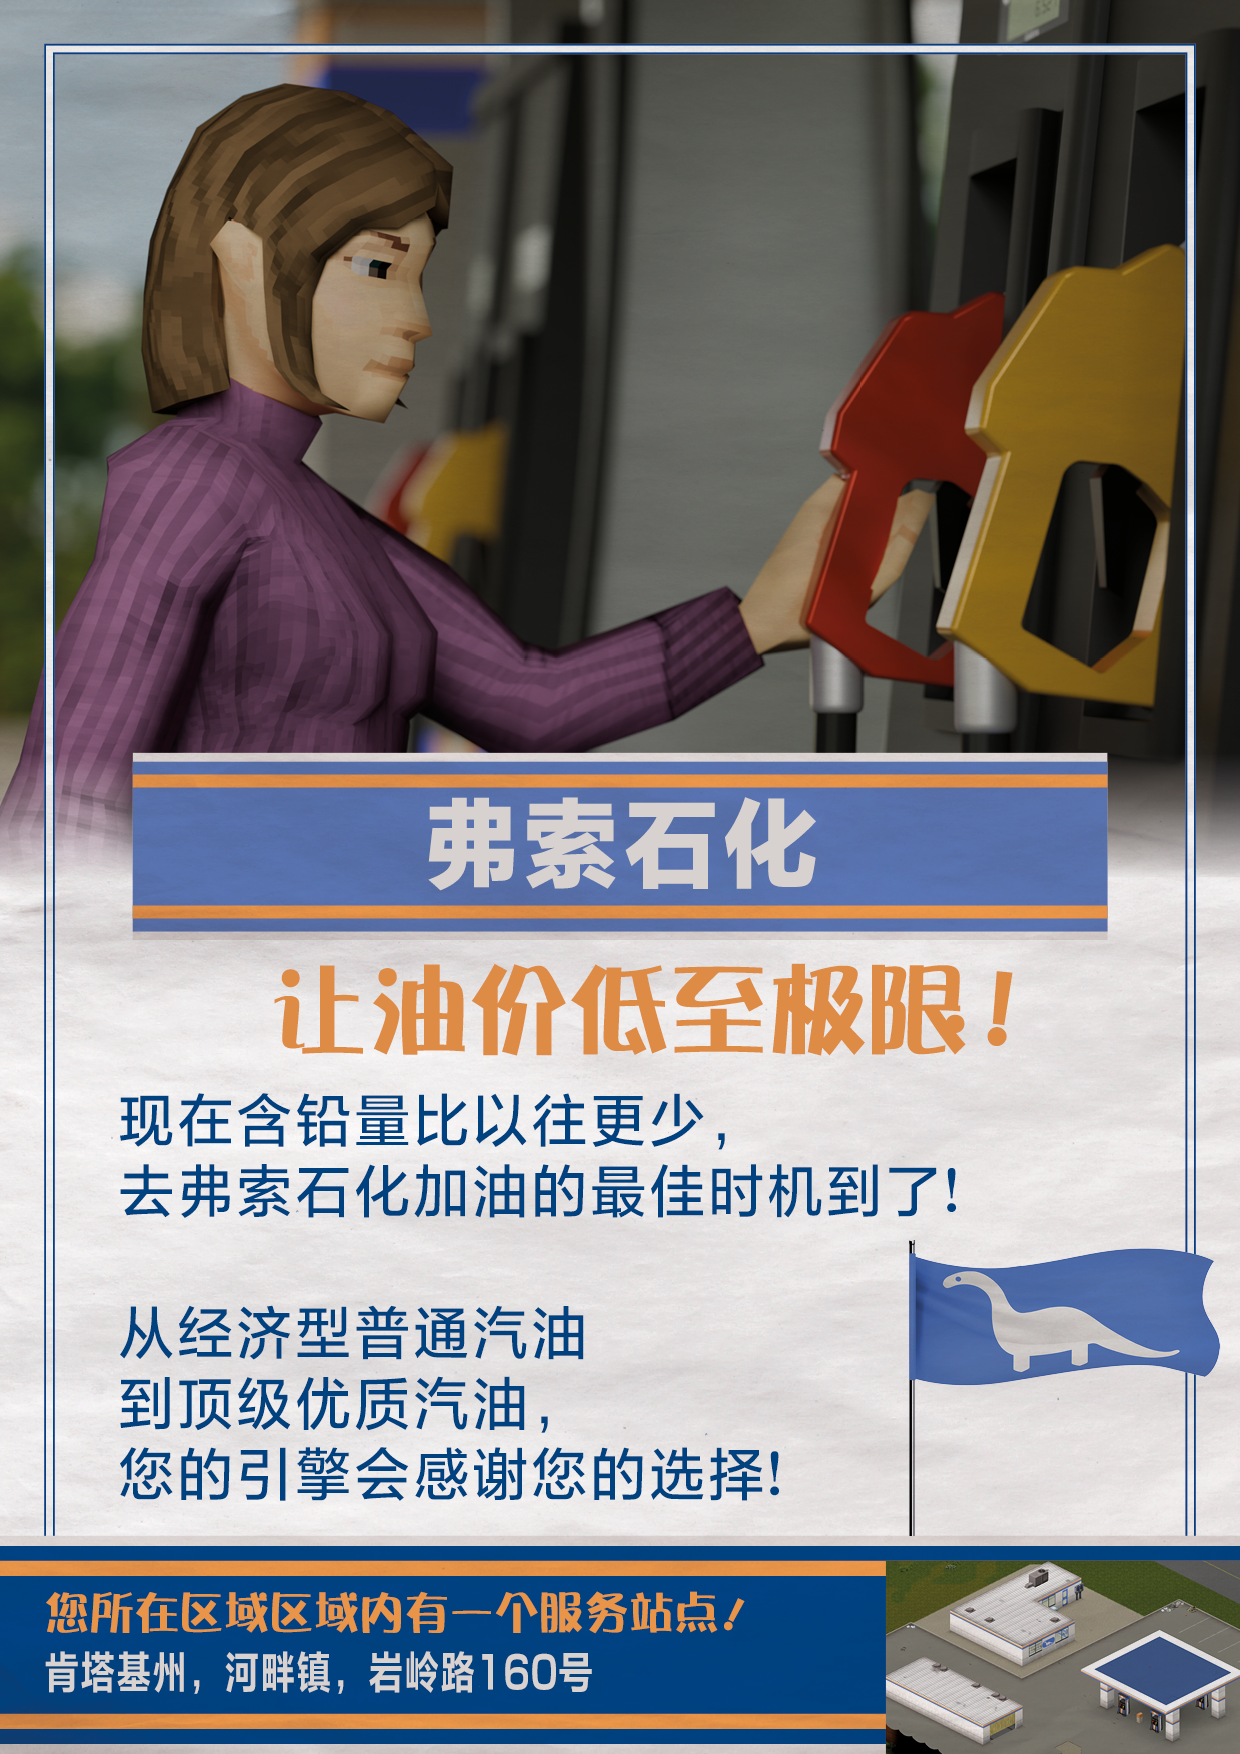 弗索石化
让油价低至极限！
现在含铅量比以往更少，
去弗索石化加油的最佳时机到了！
从经济型普通汽油
到顶级优质汽油，
您的引擎会感谢您的选择！
您所在区域区域内有一个服务站点！
肯塔基州，河畔镇，岩岭路160号